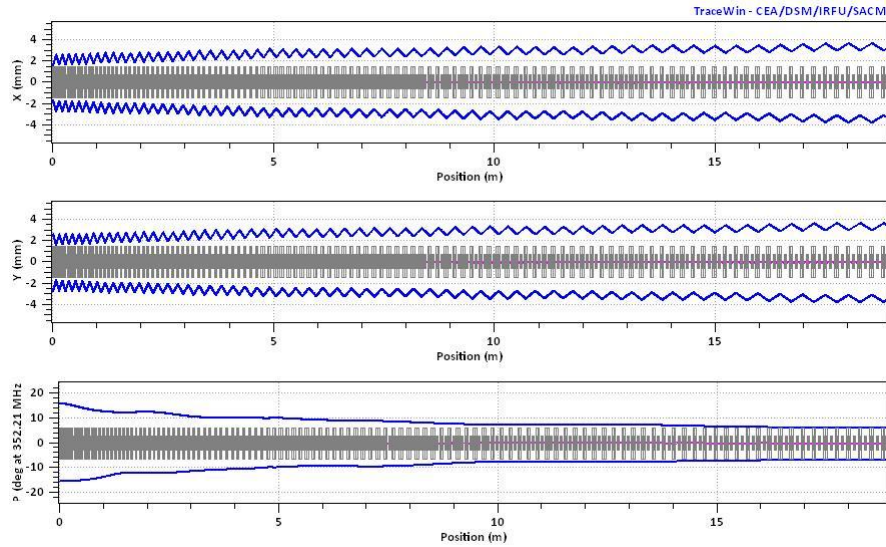 TraceWin - CEA/DSM/IRFU/SACM
X (mm)
4
2
0
-2
-4
0 5 10 15
Position (m)
Y (mm)
4
2
0
-2
-4
0 5 10 15
Position (m)
P (deg at 352.21 MHz
20
10
0
-10
-20
0 5 10 15
Position (m)